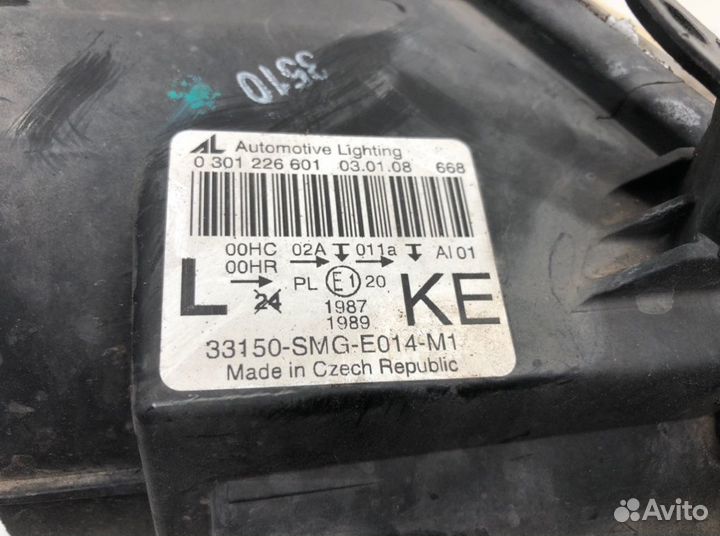 3510
AL Automotive Lighting
0 301 226 601 03.01.08 668
00HC 02A 011a AI 01
00HR
L 24 PL E1 20 KE
1987
1989
33150-SMG-E014-M1
Made in Czech Republic
Avito